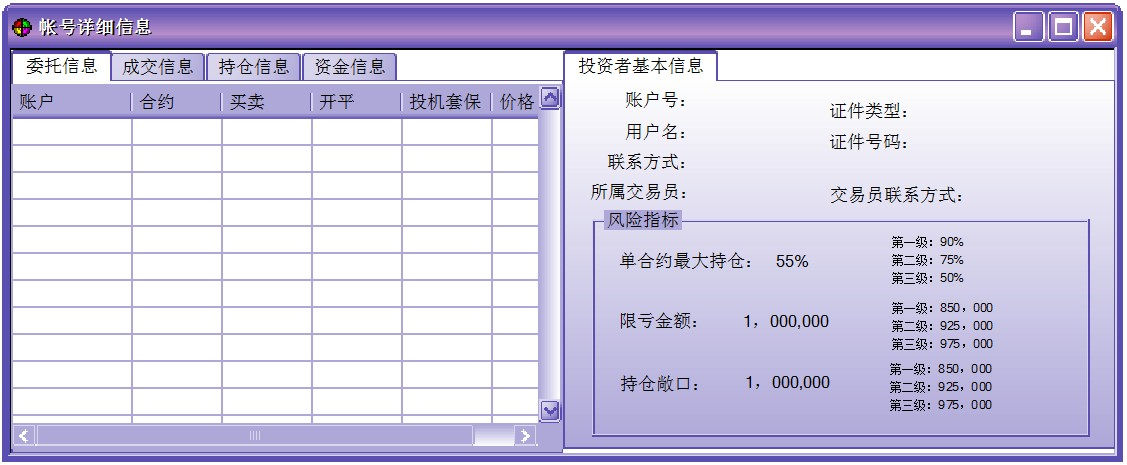 帐号详细信息
委托信息 成交信息 持仓信息 资金信息
账户 合约 买卖 开平 投机套保 价格
投资者基本信息
账户号： 证件类型：
用户名： 证件号码：
联系方式：
所属交易员： 交易员联系方式：
风险指标
单合约最大持仓： 55%
第一级：90%
第二级：75%
第三级：50%
限亏金额： 1，000,000
第一级：850，000
第二级：925，000
第三级：975，000
持仓敞口： 1，000,000
第一级：850，000
第二级：925，000
第三级：975，000